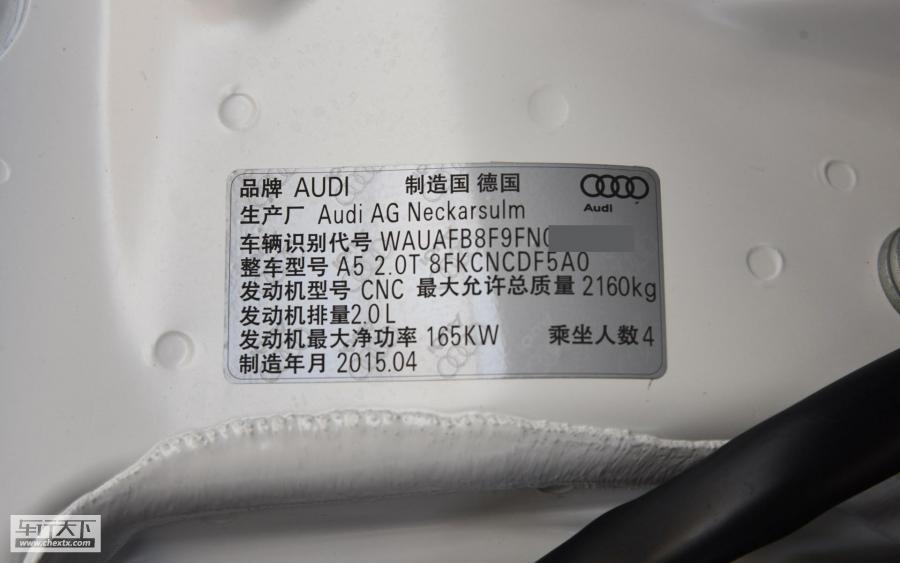 品牌 AUDI 制造国 德国
Audi
生产厂 Audi AG Neckarsulm
车辆识别代号 WAUAFB8F9FN
整车型号 A5 2.0T 8FKCNCDF5A0
发动机型号 CNC 最大允许总质量 2160kg
发动机排量2.0L
发动机最大净功率 165KW 乘坐人数4
制造年月 2015.04
车行天下
www.chextx.com